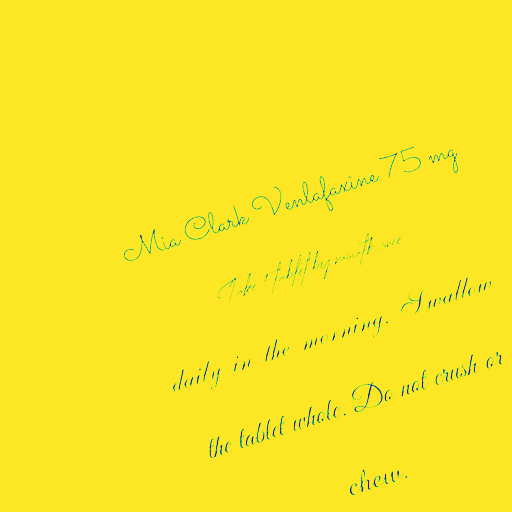 Mia Clark Venlafaxine 75 mg
Take 1 tablet by mouth once
daily in the morning. Swallow
the tablet whole. Do not crush or
chew.